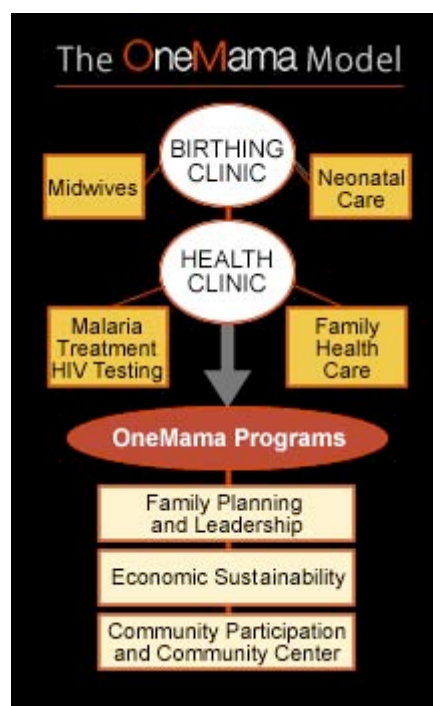 The OneMama Model
BIRTHING
CLINIC
Midwives
Neonatal
Care
HEALTH
CLINIC
Malaria
Treatment
HIV Testing
Family
Health
Care
OneMama Programs
Family Planning
and Leadership
Economic Sustainability
Community Participation
and Community Center